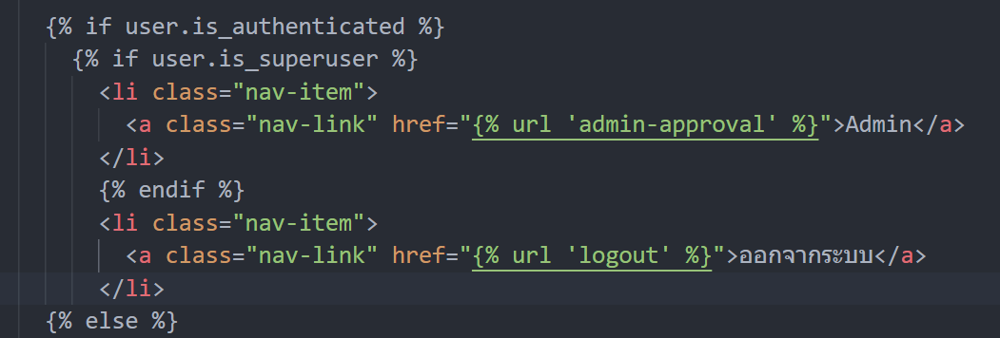 {% if user.is_authenticated %}
{% if user.is_superuser %}
<li class="nav-item">
<a class="nav-link" href="{% url 'admin-approval' %}">Admin</a>
</li>
{% endif %}
<li class="nav-item">
<a class="nav-link" href="{% url 'logout' %}">ออกจากระบบ</a>
</li>
{% else %}